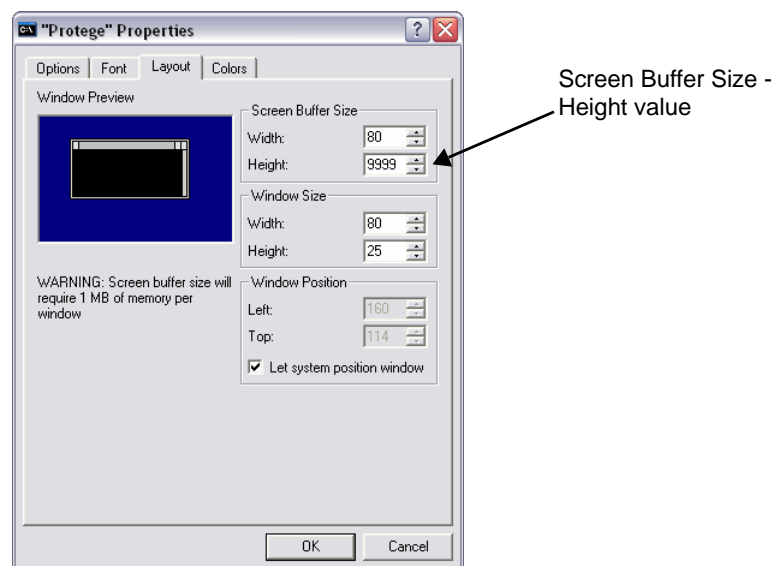 "Protege" Properties
Options Font Layout Colors
Window Preview
Screen Buffer Size
Width: 80
Height: 9999
Window Size
Width: 80
Height: 25
WARNING: Screen buffer size will
require 1 MB of memory per
window
Window Position
Left: 160
Top: 114
Let system position window
OK Cancel
Screen Buffer Size -
Height value